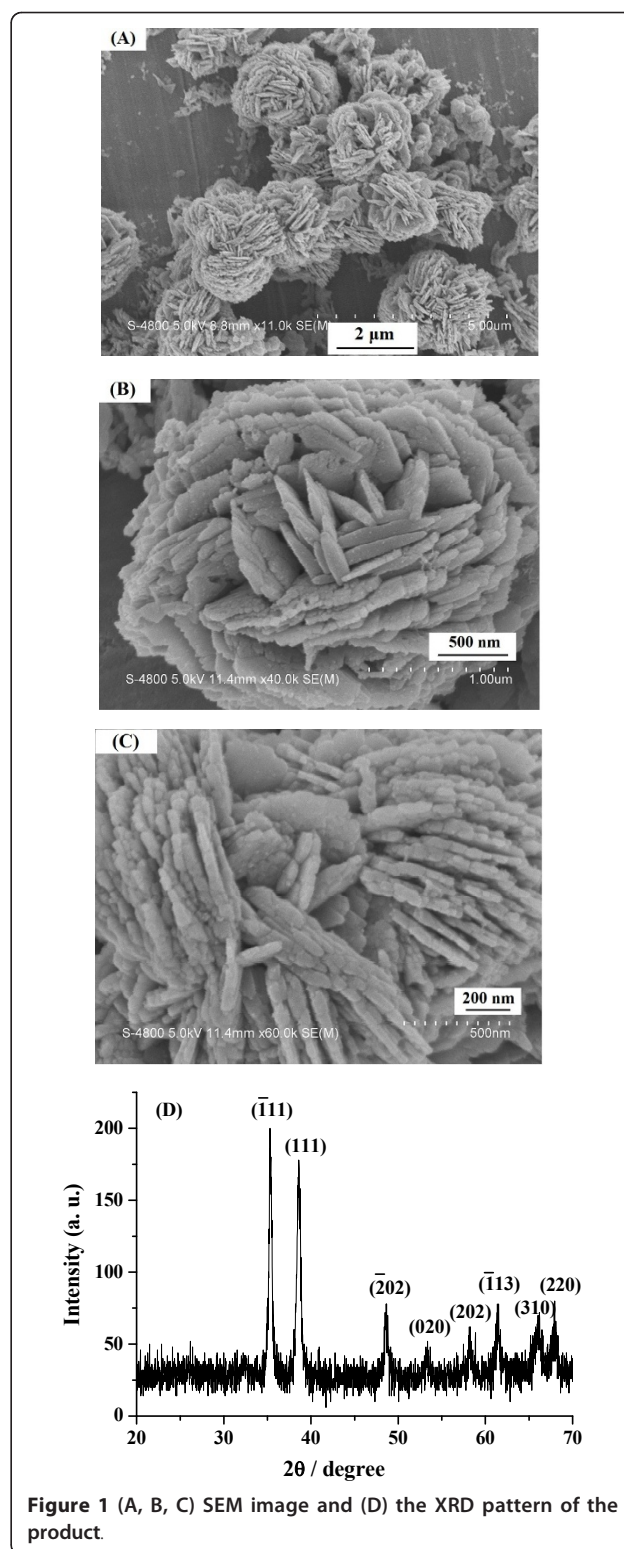 (A)
S-4800 5.0kV 8.8mm x11.0k SE(M)
5.00um
2 µm
(B)
500 nm
S-4800 5.0kV 11.4mm x40.0k SE(M)
1.00um
(C)
200 nm
S-4800 5.0kV 11.4mm x60.0k SE(M)
500nm
(D)
(1̅11)
(111)
(2̅02)
(020)
(202)
(1̅13)
(310)
(220)
Intensity (a. u.)
200
150
100
50
0
20 30 40 50 60 70
2θ / degree
Figure 1 (A, B, C) SEM image and (D) the XRD pattern of the
product.